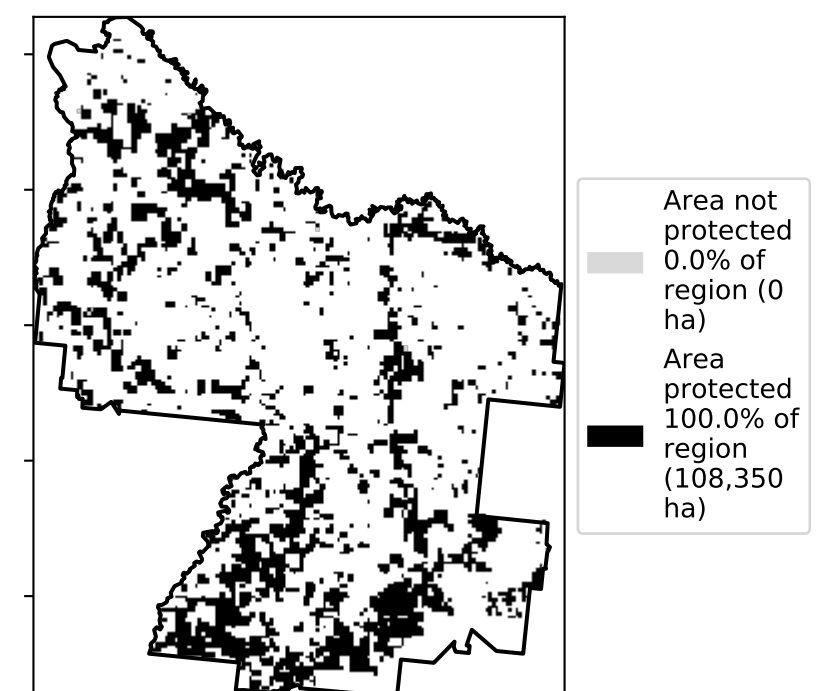 Area not
protected
0.0% of
region (0
ha)
Area
protected
100.0% of
region
(108,350
ha)